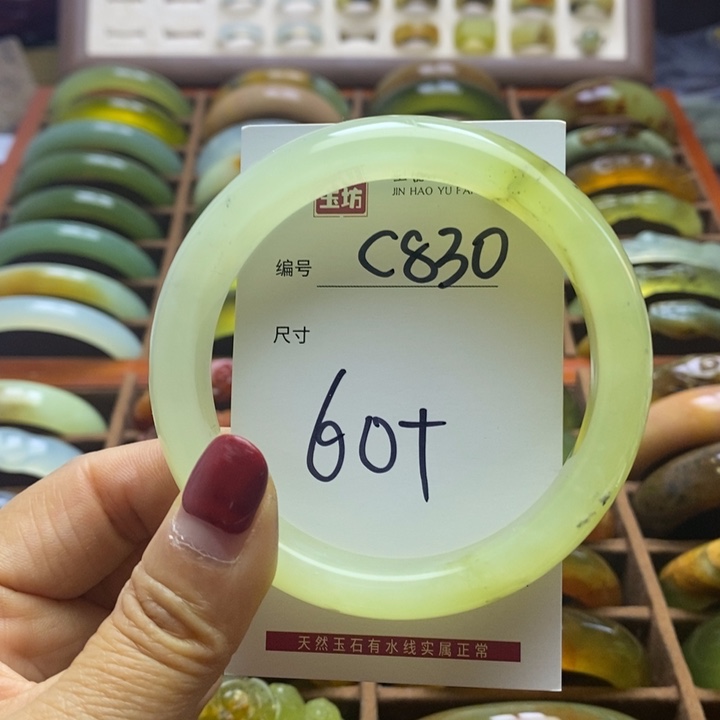 玉坊
JIN HAO YU FA
编号 C830
尺寸
60+
天然玉石有水线实属正常